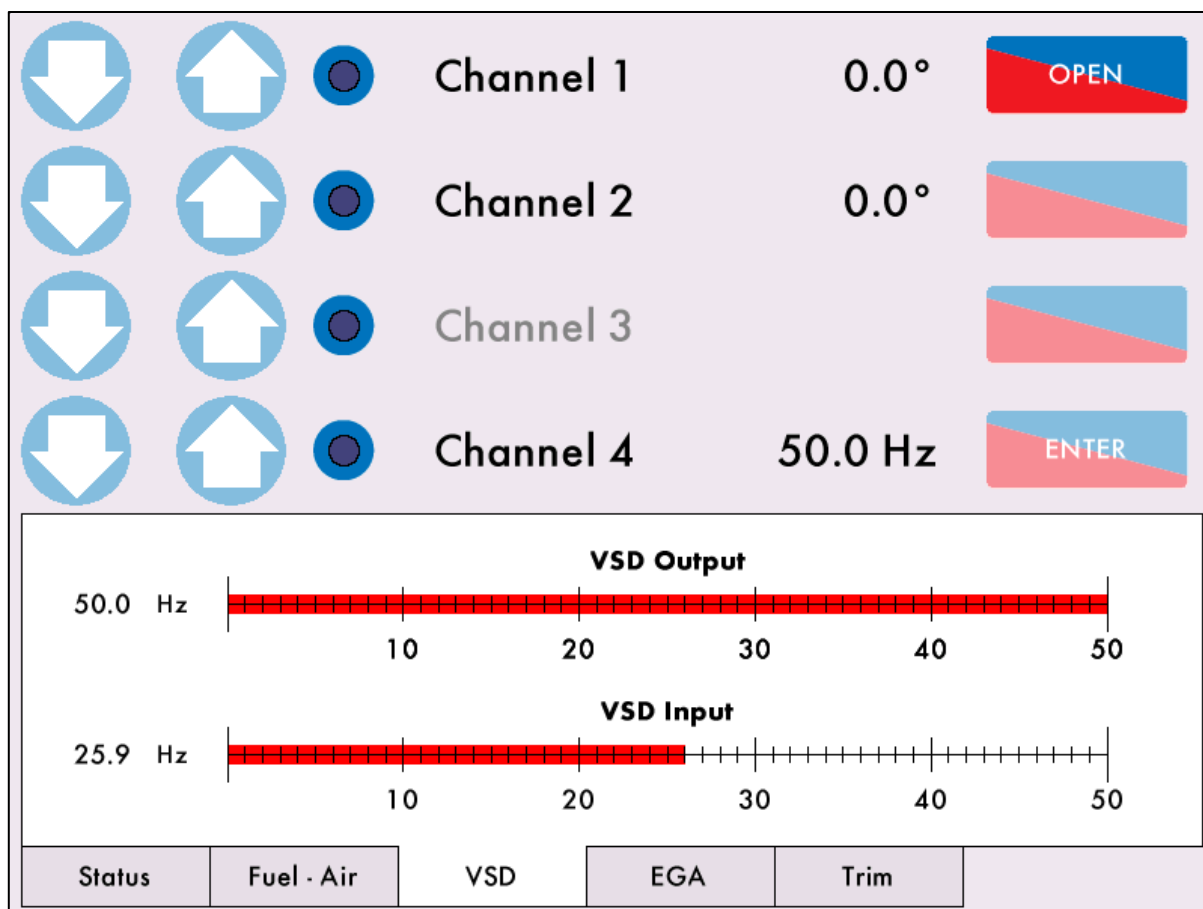 Channel 1 0.0° OPEN
Channel 2 0.0°
Channel 3
Channel 4 50.0 Hz ENTER
VSD Output
50.0 Hz
10 20 30 40 50
VSD Input
25.9 Hz
10 20 30 40 50
Status Fuel - Air VSD EGA Trim